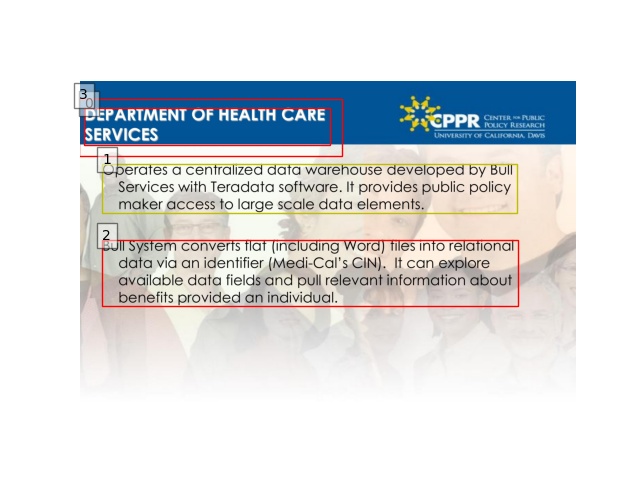 3
0
DEPARTMENT OF HEALTH CARE
SERVICES
CPPR CENTER FOR PUBLIC
POLICY RESEARCH
UNIVERSITY OF CALIFORNIA, DAVIS
1
Operates a centralized data warehouse developed by Bull
Services with Teradata software. It provides public policy
maker access to large scale data elements.
2
Bull System converts flat (including Word) files into relational
data via an identifier (Medi-Cal's CIN). It can explore
available data fields and pull relevant information about
benefits provided an individual.